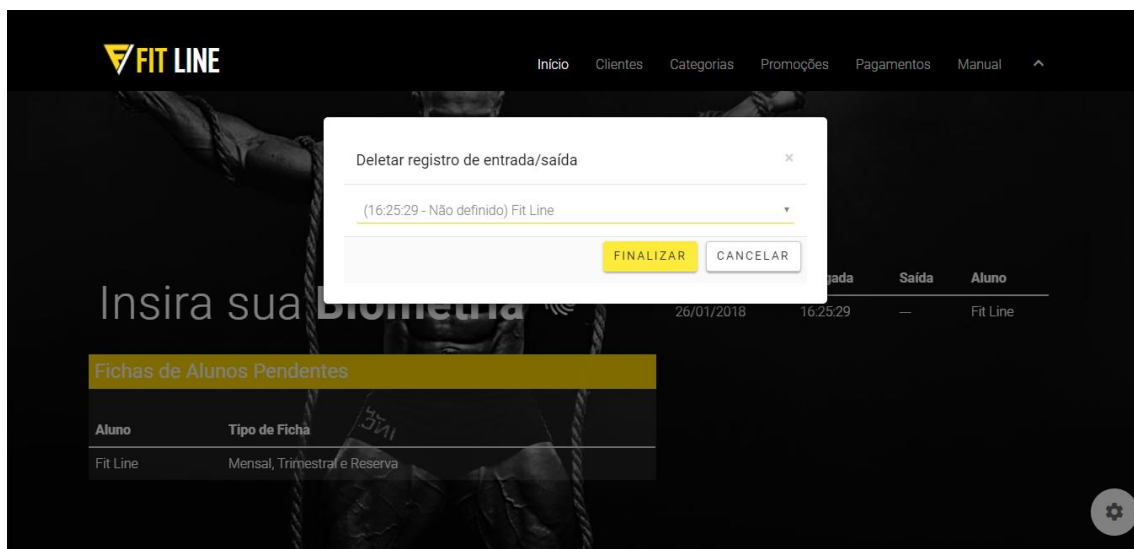 FIT LINE
Início Clientes Categorias Promoções Pagamentos Manual
Deletar registro de entrada/saída ×
(16:25:29 - Não definido) Fit Line
FINALIZAR CANCELAR
Saída Aluno
Insira sua Biometria
26/01/2018 16:25:29 — Fit Line
Fichas de Alunos Pendentes
Aluno Tipo de Ficha
Fit Line Mensal, Trimestral e Reserva